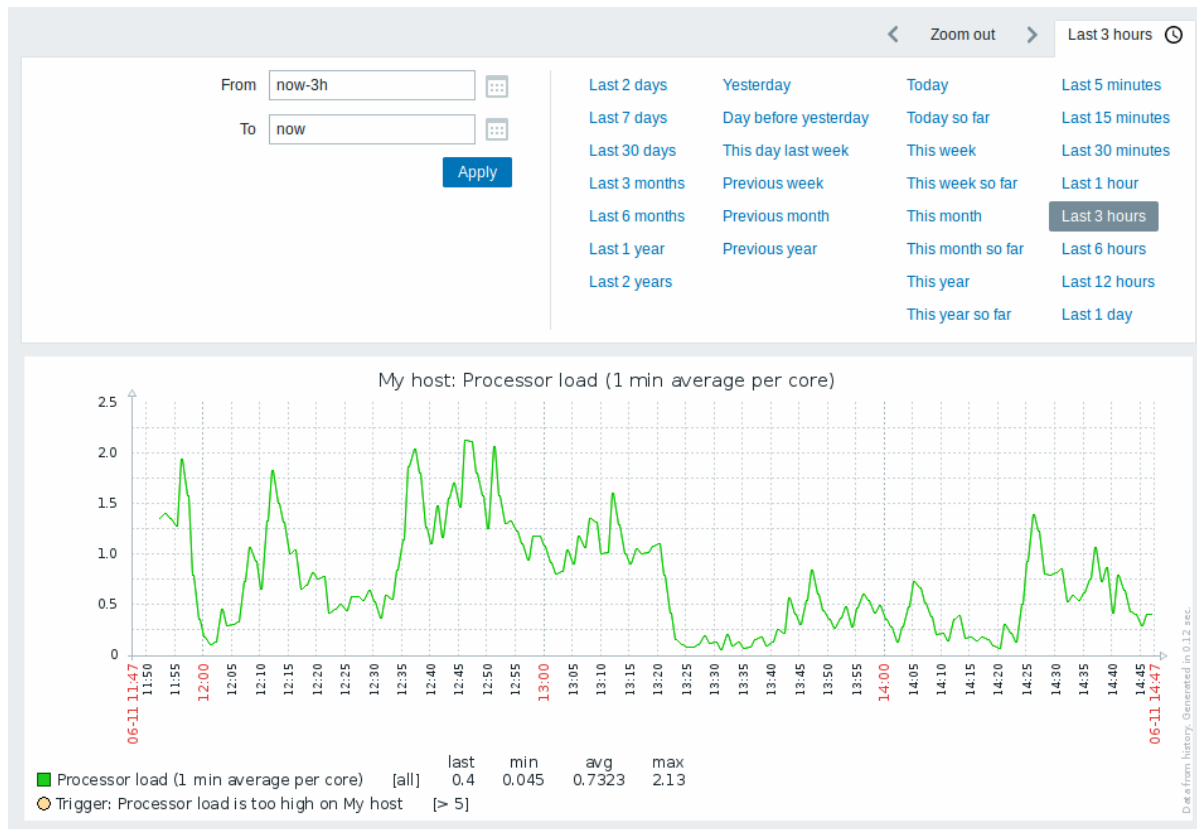 Zoom out
Last 3 hours
From now-3h
To now
Apply
Last 2 days Yesterday Today Last 5 minutes
Last 7 days Day before yesterday Today so far Last 15 minutes
Last 30 days This day last week This week Last 30 minutes
Last 3 months Previous week This week so far Last 1 hour
Last 6 months Previous month This month Last 3 hours
Last 1 year Previous year This month so far Last 6 hours
Last 2 years This year Last 12 hours
This year so far Last 1 day
My host: Processor load (1 min average per core)
2.5
2.0
1.5
1.0
0.5
0
06-11 11:47 11:50 11:55 12:00 12:05 12:10 12:15 12:20 12:25 12:30 12:35 12:40 12:45 12:50 12:55 13:00 13:05 13:10 13:15 13:20 13:25 13:30 13:35 13:40 13:45 13:50 13:55 14:00 14:05 14:10 14:15 14:20 14:25 14:30 14:35 14:40 14:45 06-11 14:47
last min avg max
Processor load (1 min average per core) [all] 0.4 0.045 0.7323 2.13
Trigger: Processor load is too high on My host [> 5]
Data from history. Generated in 0.12 sec.